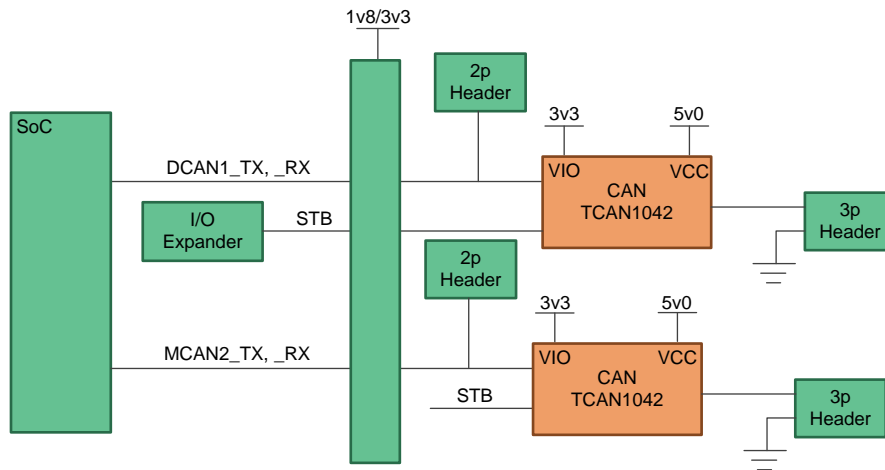 1v8/3v3
2p
Header
SoC
3v3
5v0
DCAN1_TX, _RX
VIO
VCC
CAN
TCAN1042
I/O
Expander
STB
3p
Header
2p
Header
3v3
5v0
MCAN2_TX, _RX
VIO
VCC
CAN
TCAN1042
STB
3p
Header